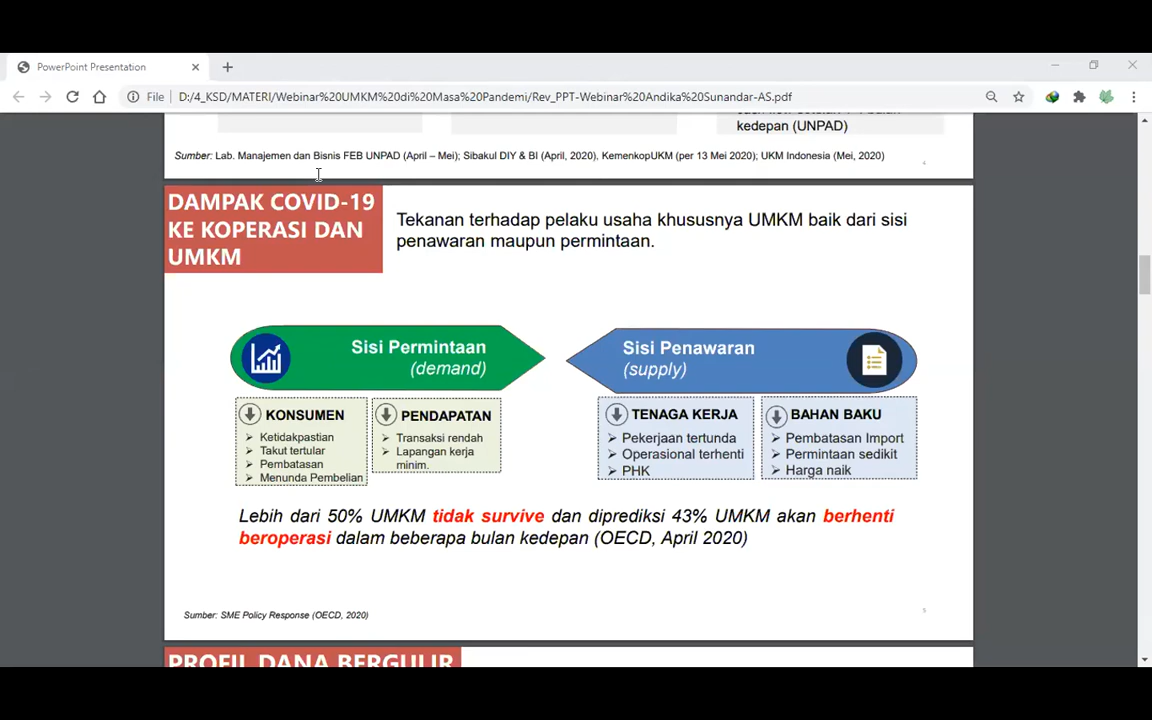 PowerPoint Presentation
File
D:/4_KSD/MATERI/Webinar%20UMKM%20di%20Masa%20Pandemi/Rev_PPT-Webinar%20Andika%20Sunandar-AS.pdf
kedepan (UNPAD)
Sumber: Lab. Manajemen dan Bisnis FEB UNPAD (April – Mei); Sibakul DIY & BI (April, 2020), KemenkopUKM (per 13 Mei 2020); UKM Indonesia (Mei, 2020)
4
DAMPAK COVID-19
KE KOPERASI DAN
UMKM
Tekanan terhadap pelaku usaha khususnya UMKM baik dari sisi
penawaran maupun permintaan.
Sisi Permintaan
(demand)
KONSUMEN
Ketidakpastian
Takut tertular
Pembatasan
Menunda Pembelian
PENDAPATAN
Transaksi rendah
Lapangan kerja
minim.
Sisi Penawaran
(supply)
TENAGA KERJA
Pekerjaan tertunda
Operasional terhenti
PHK
BAHAN BAKU
Pembatasan Import
Permintaan sedikit
Harga naik
Lebih dari 50% UMKM tidak survive dan diprediksi 43% UMKM akan berhenti
beroperasi dalam beberapa bulan kedepan (OECD, April 2020)
Sumber: SME Policy Response (OECD, 2020)
5
PROFIL DANA BERGULIR